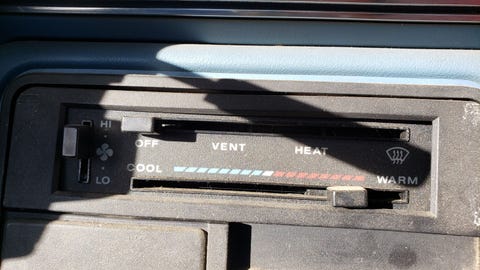 HI
OFF VENT HEAT
COOL WARM
LO